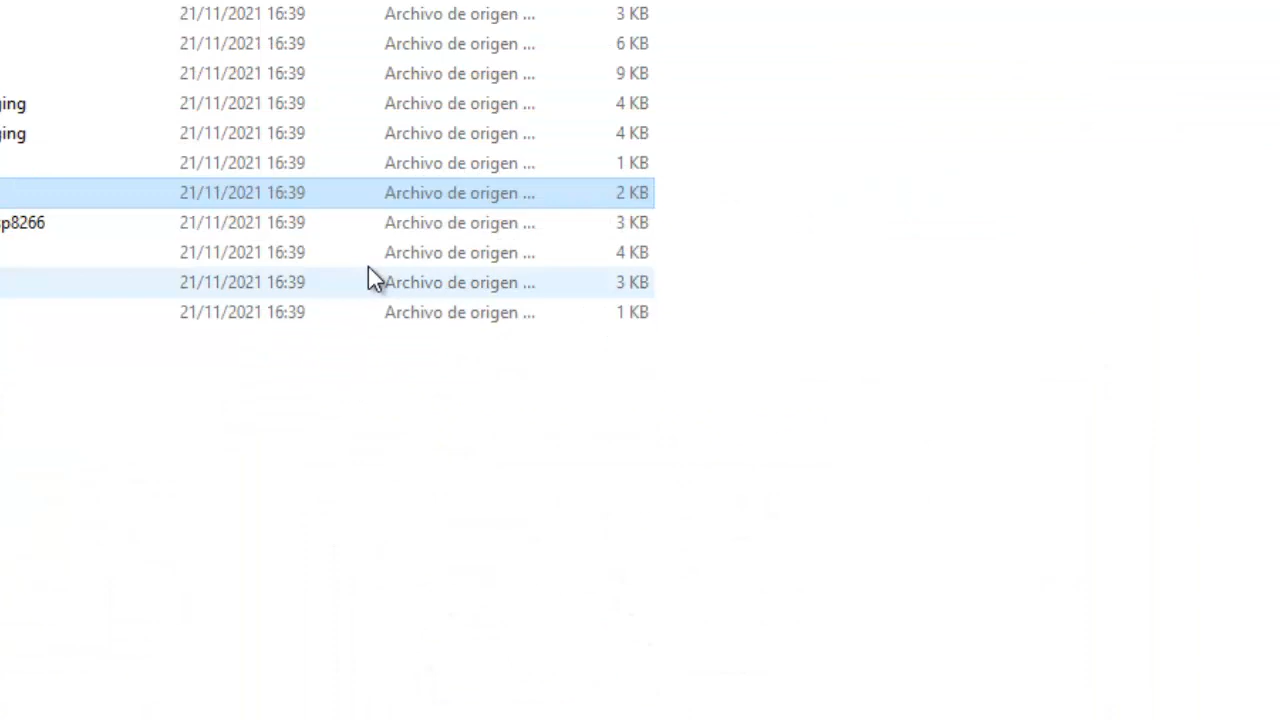 21/11/2021 16:39 Archivo de origen ... 3 KB
21/11/2021 16:39 Archivo de origen ... 6 KB
21/11/2021 16:39 Archivo de origen ... 9 KB
ging 21/11/2021 16:39 Archivo de origen ... 4 KB
ging 21/11/2021 16:39 Archivo de origen ... 4 KB
21/11/2021 16:39 Archivo de origen ... 1 KB
21/11/2021 16:39 Archivo de origen ... 2 KB
sp8266 21/11/2021 16:39 Archivo de origen ... 3 KB
21/11/2021 16:39 Archivo de origen ... 4 KB
21/11/2021 16:39 Archivo de origen ... 3 KB
21/11/2021 16:39 Archivo de origen ... 1 KB